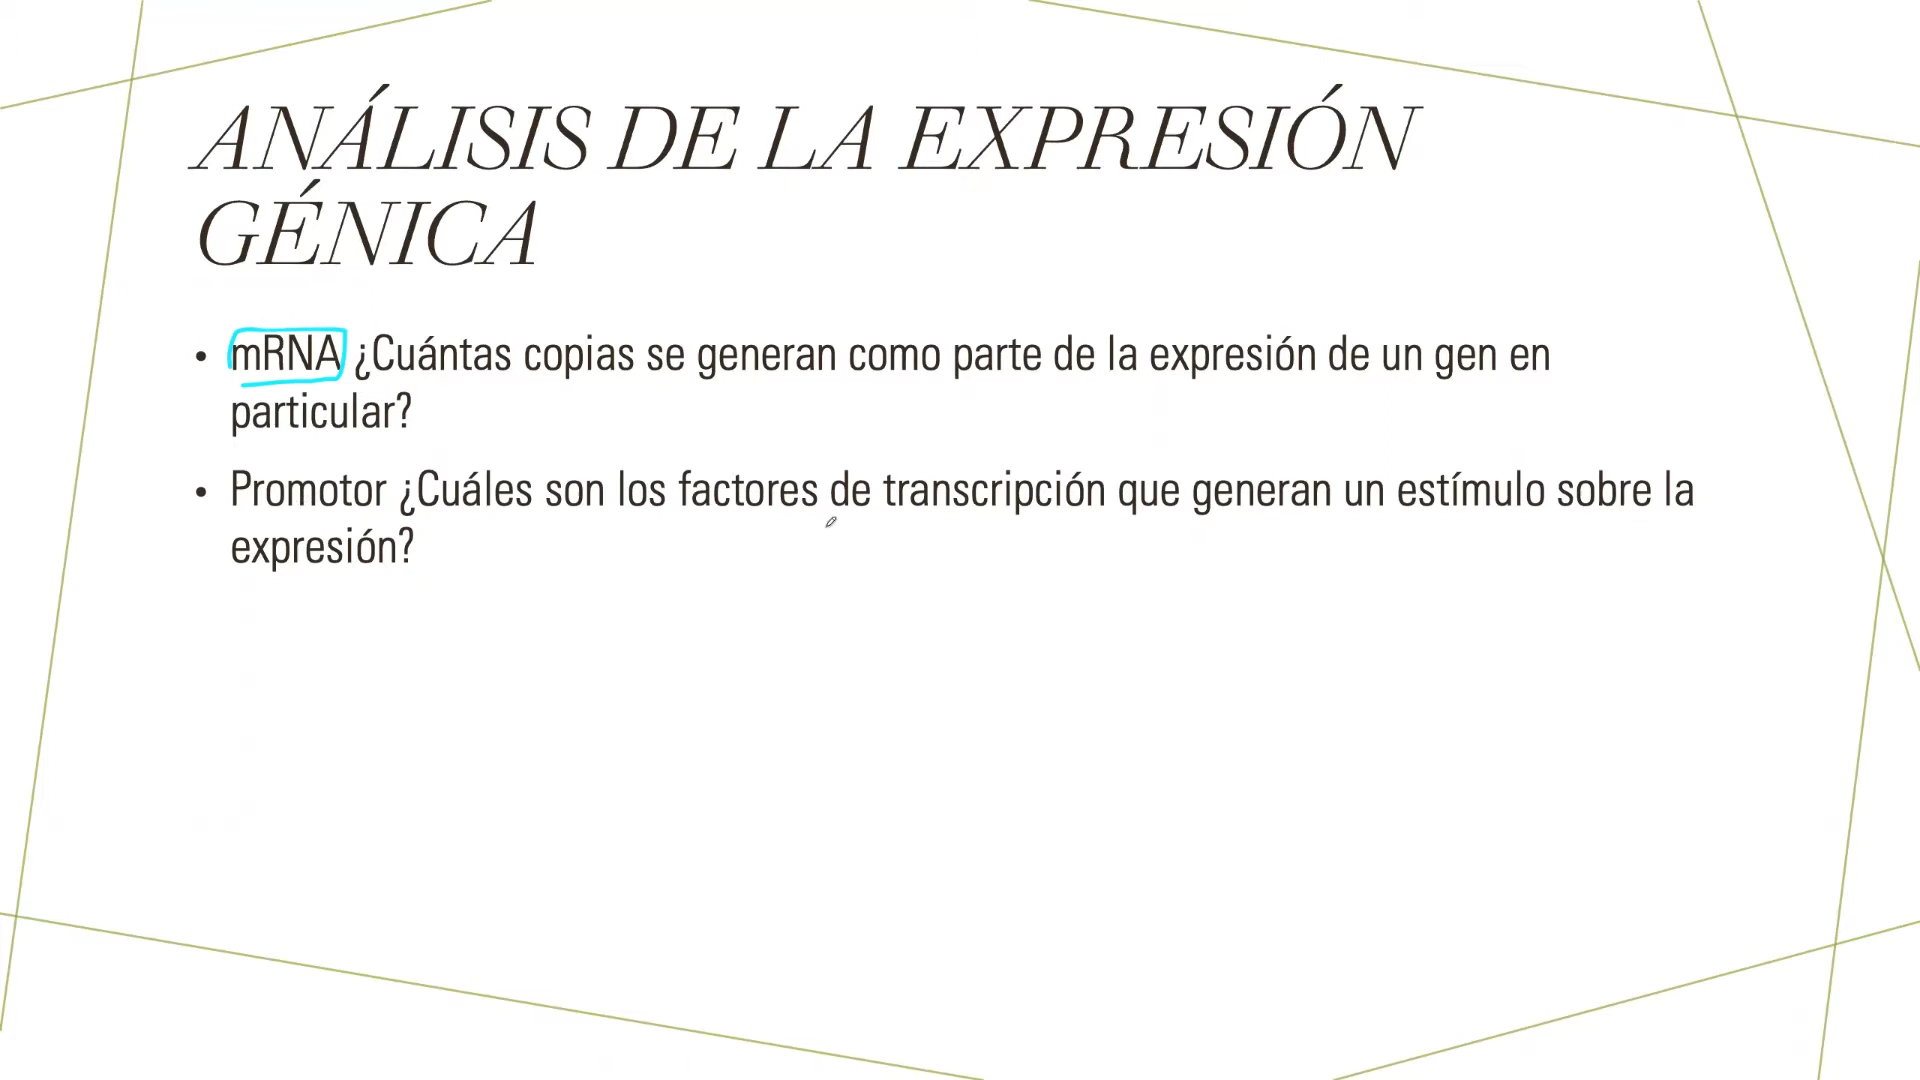 ANÁLISIS DE LA EXPRESIÓN
GÉNICA
• mRNA ¿Cuántas copias se generan como parte de la expresión de un gen en
particular?
• Promotor ¿Cuáles son los factores de transcripción que generan un estímulo sobre la
expresión?